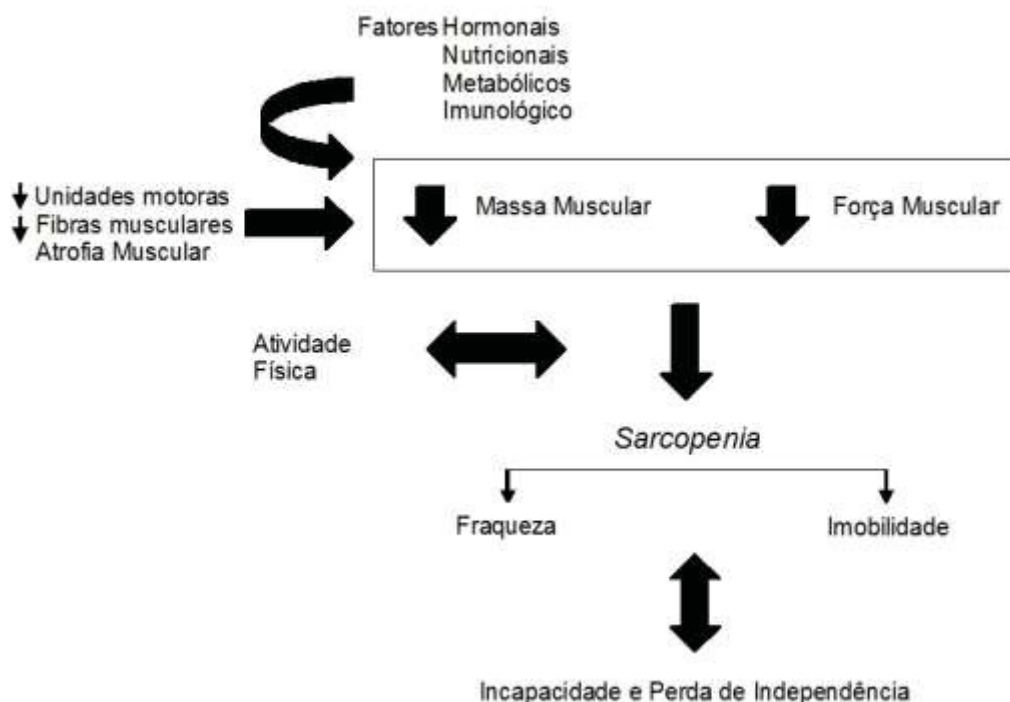 Fatores Hormonais
Nutricionais
Metabólicos
Imunológico
Unidades motoras
Fibras musculares
Atrofia Muscular
Massa Muscular
Força Muscular
Atividade
Física
Sarcopenia
Fraqueza
Imobilidade
Incapacidade e Perda de Independência